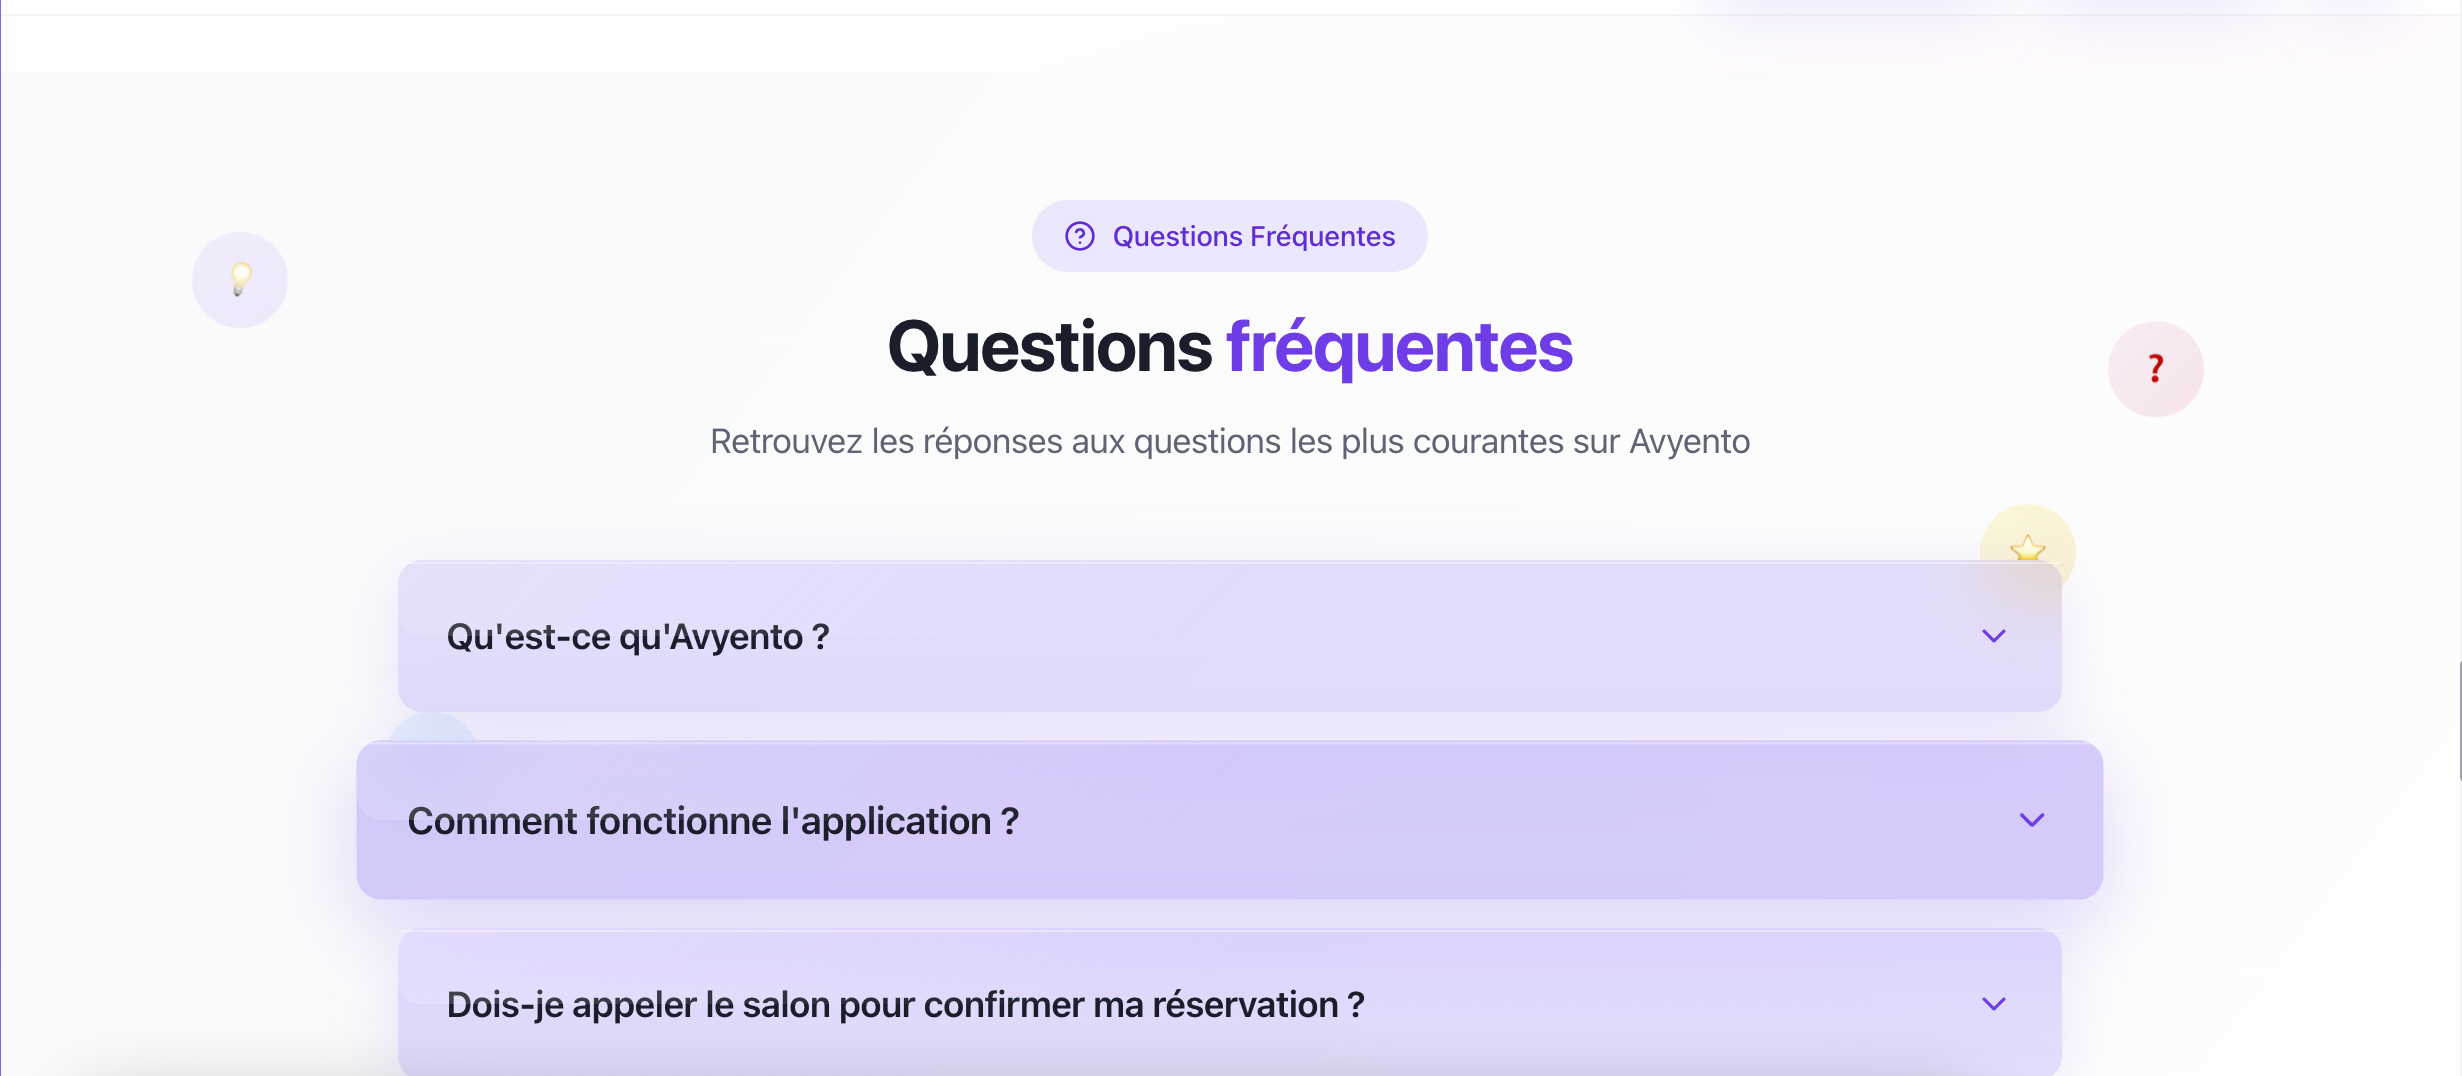 Questions Fréquentes
Questions fréquentes
Retrouvez les réponses aux questions les plus courantes sur Avyento
Qu'est-ce qu'Avyento ?
Comment fonctionne l'application ?
Dois-je appeler le salon pour confirmer ma réservation ?